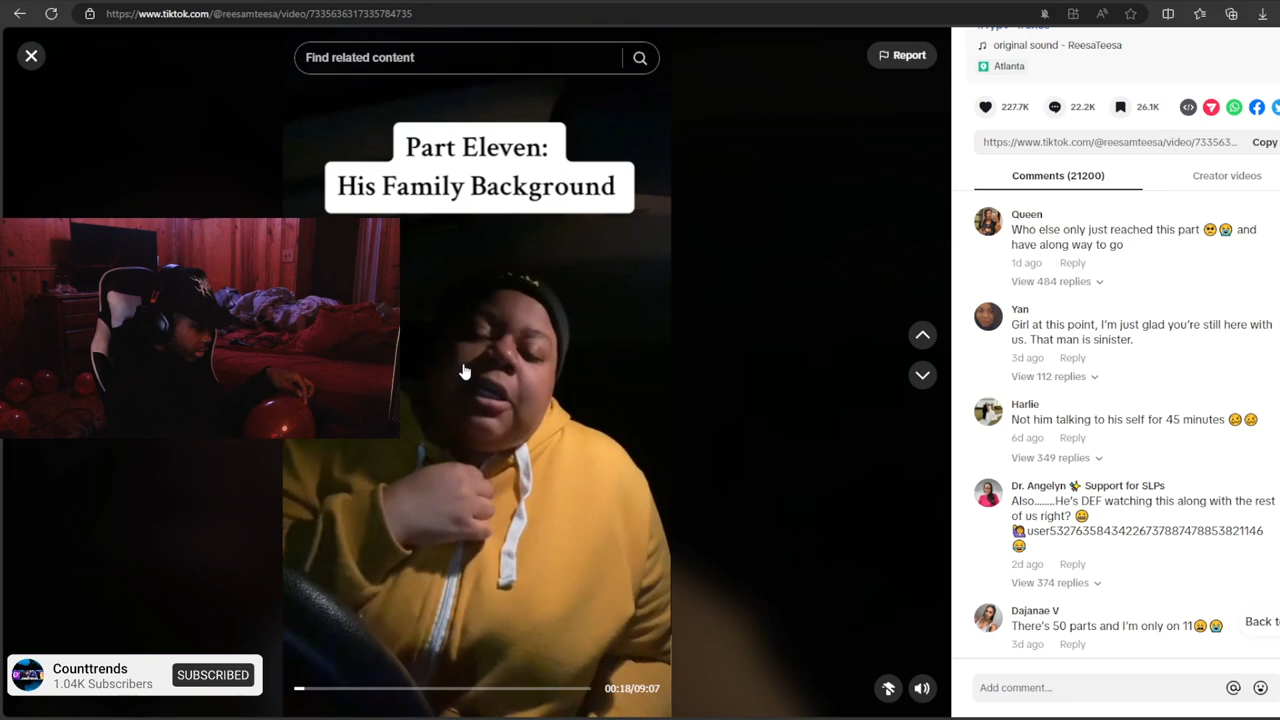 https://www.tiktok.com/@reesamteesa/video/7335636317335784735
Find related content
Report
Part Eleven:
His Family Background
Counttrends
1.04K Subscribers
SUBSCRIBED
00:18/09:07
original sound - ReesaTeesa
Atlanta
227.7K
22.2K
26.1K
https://www.tiktok.com/@reesamteesa/video/733563...
Copy
Comments (21200)
Creator videos
Queen
Who else only just reached this part 🥺😭 and
have along way to go
1d ago Reply
View 484 replies
Yan
Girl at this point, I'm just glad you're still here with
us. That man is sinister.
3d ago Reply
View 112 replies
Harlie
Not him talking to his self for 45 minutes 😖😖
6d ago Reply
View 349 replies
Dr. Angelyn ✨ Support for SLPs
Also........He's DEF watching this along with the rest
of us right? 😬
🙋user53276358434226737887478853821146
😂
2d ago Reply
View 374 replies
Dajanae V
There's 50 parts and I'm only on 11😩😭
3d ago Reply
Back t
Add comment...